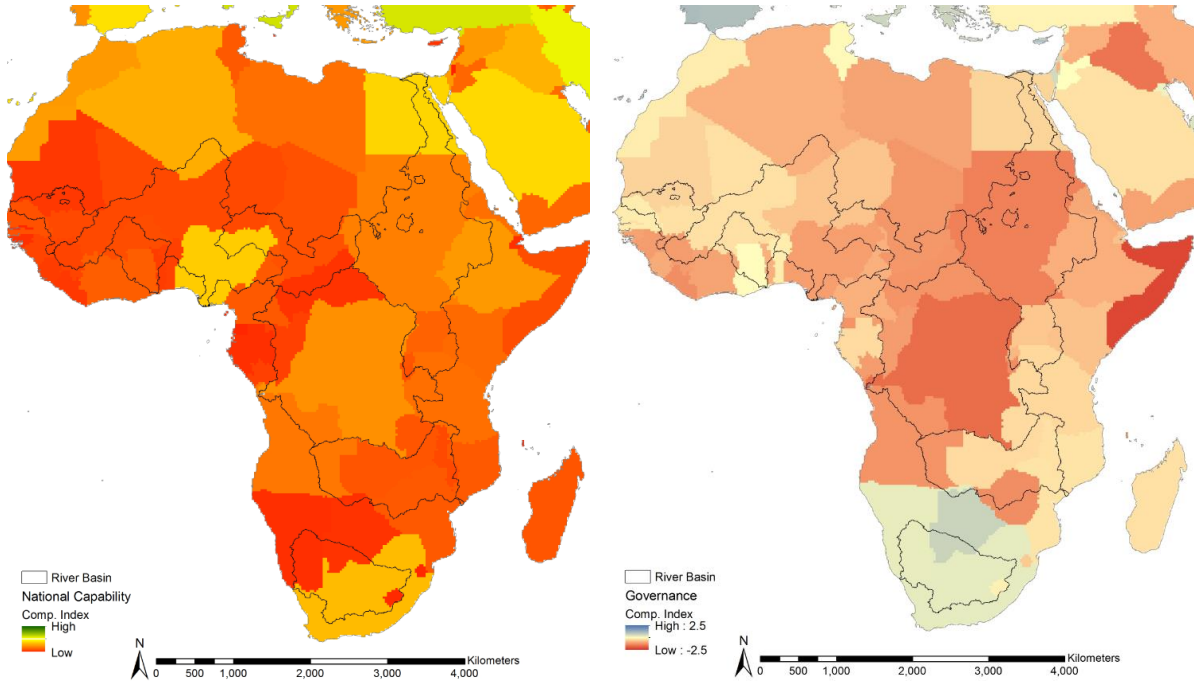 River Basin
National Capability
Comp. Index
High
Low
N
0 500 1,000 2,000 3,000 4,000
Kilometers
River Basin
Governance
Comp. Index
High : 2.5
Low : -2.5
N
0 500 1,000 2,000 3,000 4,000
Kilometers